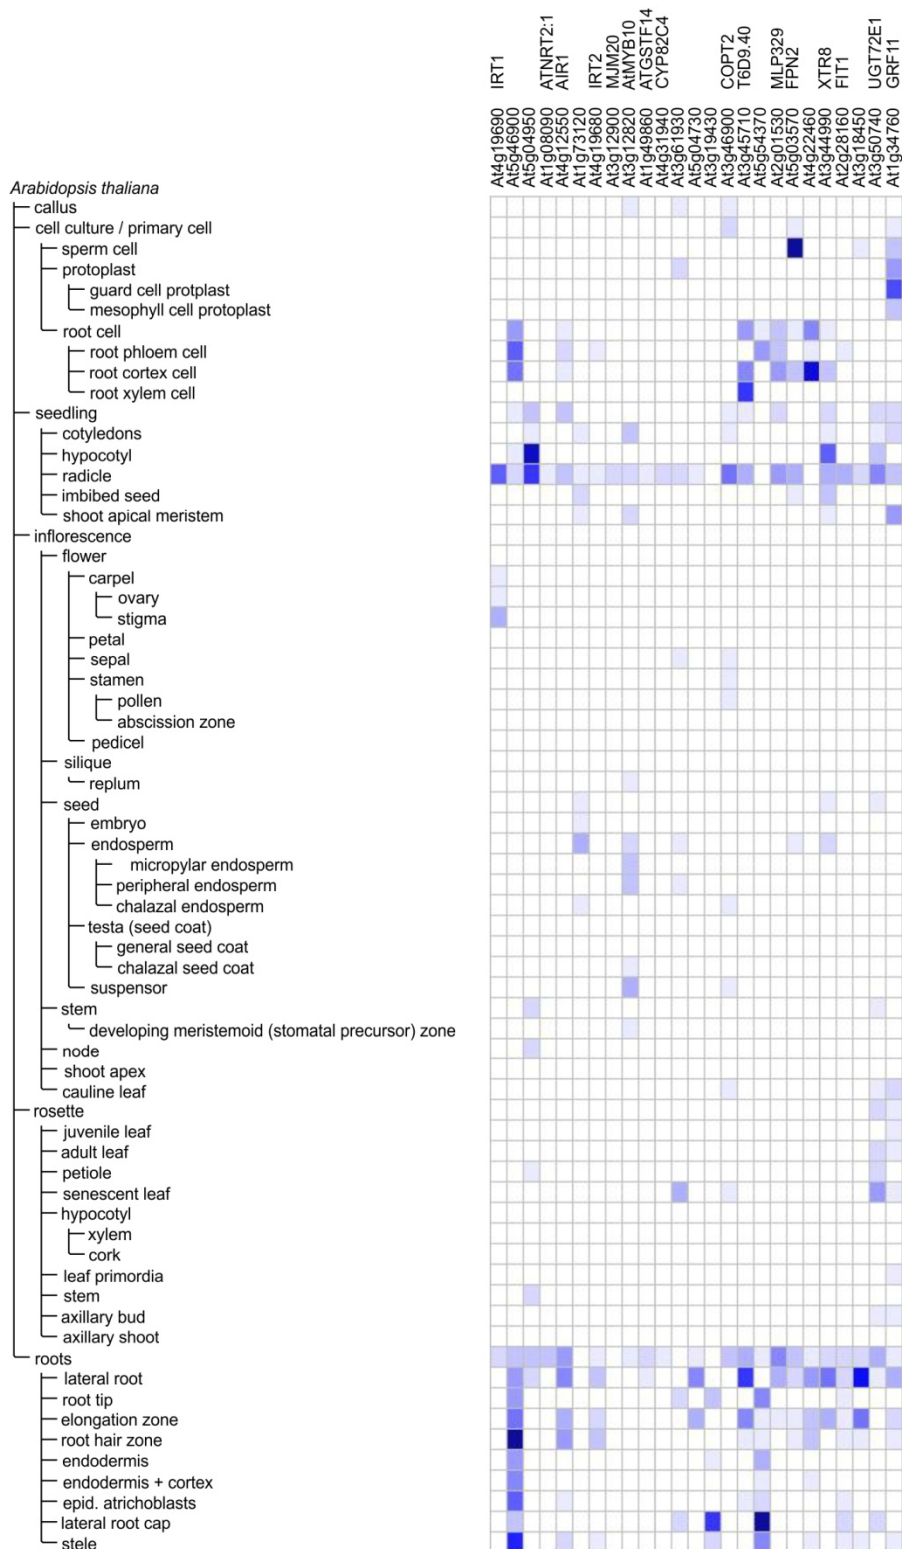 IRT1
ATNRT2:1
AIR1
IRT2
MJM20
AtMYB10
ATGSTF14
CYP82C4
COPT2
T6D9.40
MLP329
FPN2
XTR8
FIT1
UGT72E1
GRF11
At4g19690
At5g46900
At5g04950
At1g08090
At4g12550
At1g73120
At4g19680
At3g12900
At3g12820
At1g49860
At4g31940
At3g61930
At5g04730
At3g19430
At3g46900
At3g45710
At5g54370
At2g01530
At5g03570
At4g22460
At3g44990
At2g28160
At3g18450
At3g50740
At1g34760
Arabidopsis thaliana
callus
cell culture / primary cell
sperm cell
protoplast
guard cell protplast
mesophyll cell protoplast
root cell
root phloem cell
root cortex cell
root xylem cell
seedling
cotyledons
hypocotyl
radicle
imbibed seed
shoot apical meristem
inflorescence
flower
carpel
ovary
stigma
petal
sepal
stamen
pollen
abscission zone
pedicel
silique
replum
seed
embryo
endosperm
micropylar endosperm
peripheral endosperm
chalazal endosperm
testa (seed coat)
general seed coat
chalazal seed coat
suspensor
stem
developing meristemoid (stomatal precursor) zone
node
shoot apex
cauline leaf
rosette
juvenile leaf
adult leaf
petiole
senescent leaf
hypocotyl
xylem
cork
leaf primordia
stem
axillary bud
axillary shoot
roots
lateral root
root tip
elongation zone
root hair zone
endodermis
endodermis + cortex
epid. atrichoblasts
lateral root cap
stele